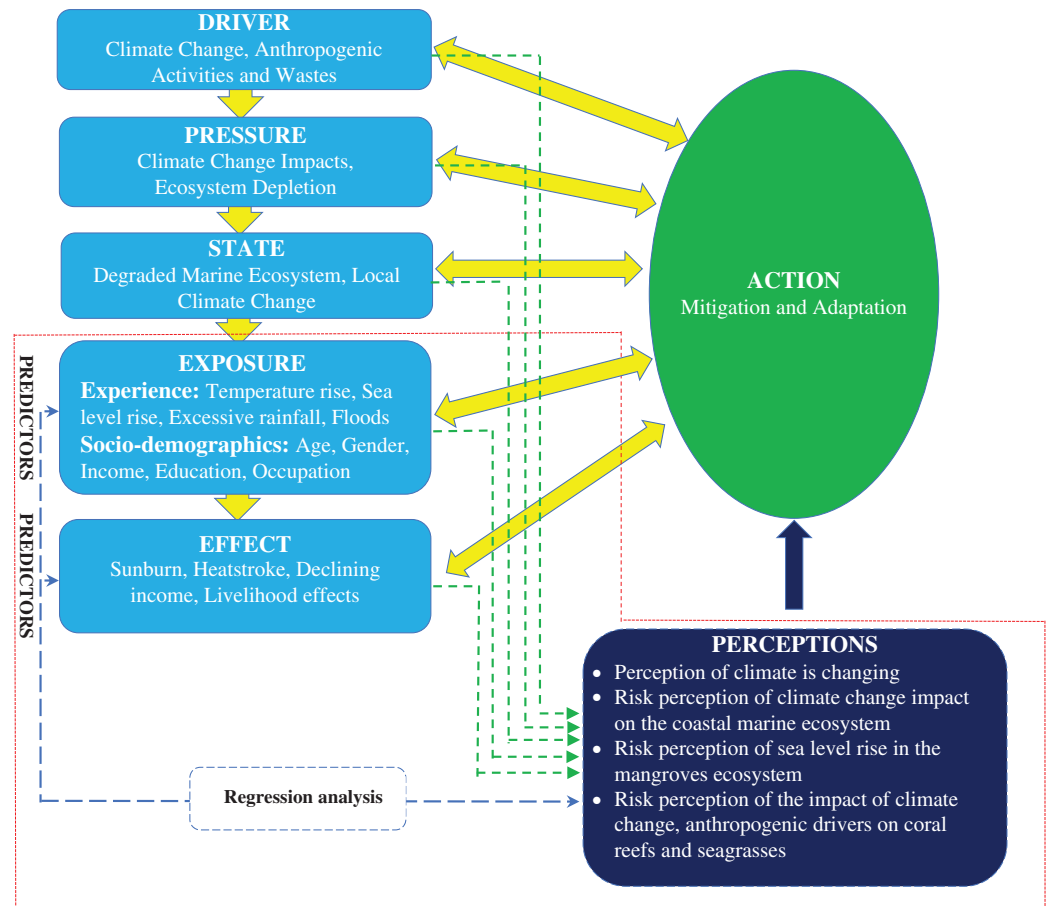 DRIVER
Climate Change, Anthropogenic
Activities and Wastes
PRESSURE
Climate Change Impacts,
Ecosystem Depletion
STATE
Degraded Marine Ecosystem, Local
Climate Change
EXPOSURE
Experience: Temperature rise, Sea
level rise, Excessive rainfall, Floods
Socio-demographics: Age, Gender,
Income, Education, Occupation
EFFECT
Sunburn, Heatstroke, Declining
income, Livelihood effects
PREDICTORS
PREDICTORS
ACTION
Mitigation and Adaptation
Regression analysis
PERCEPTIONS
• Perception of climate is changing
• Risk perception of climate change impact
on the coastal marine ecosystem
• Risk perception of sea level rise in the
mangroves ecosystem
• Risk perception of the impact of climate
change, anthropogenic drivers on coral
reefs and seagrasses